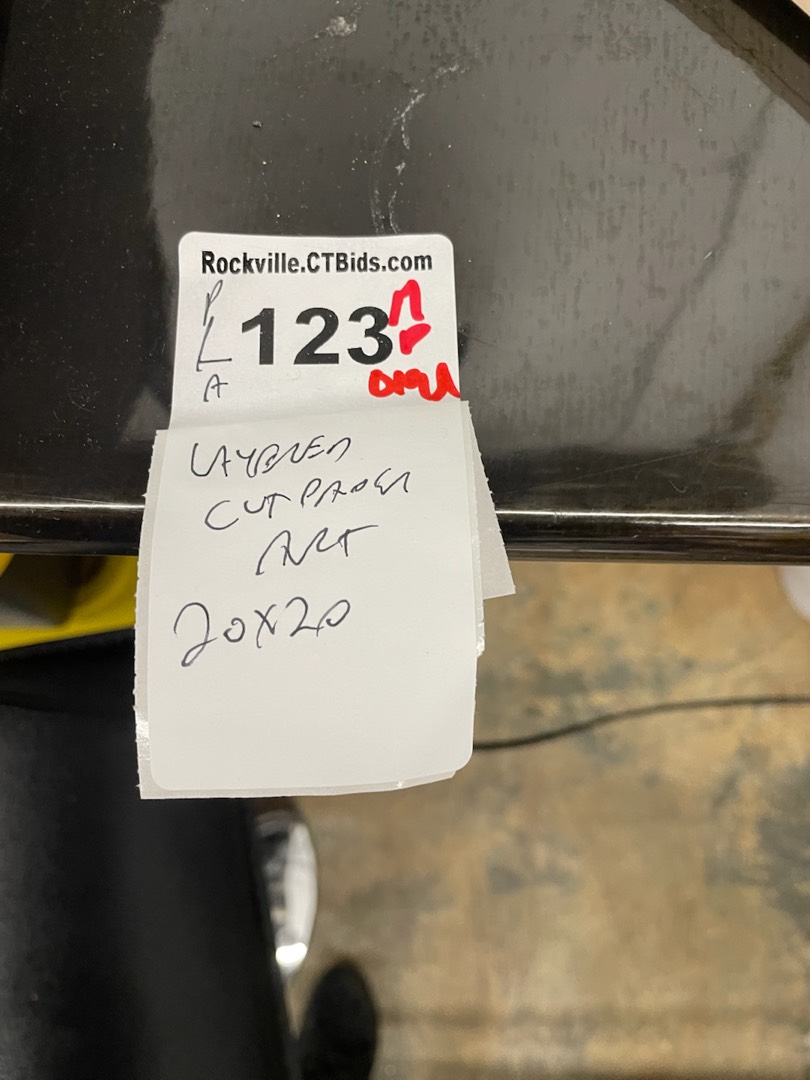 Rockville.CTBids.com
P
L
A
123
LAYERED
CUT PAPER
ART
20X20